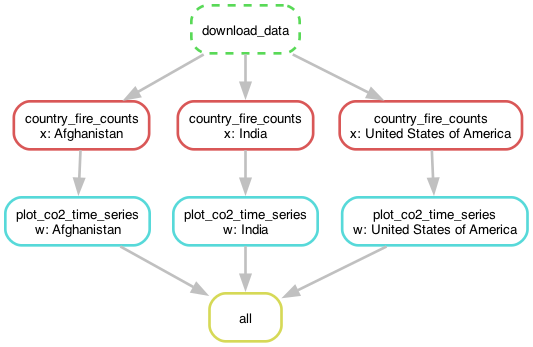 download_data
country_fire_counts
x: Afghanistan
country_fire_counts
x: India
country_fire_counts
x: United States of America
plot_co2_time_series
w: Afghanistan
plot_co2_time_series
w: India
plot_co2_time_series
w: United States of America
all